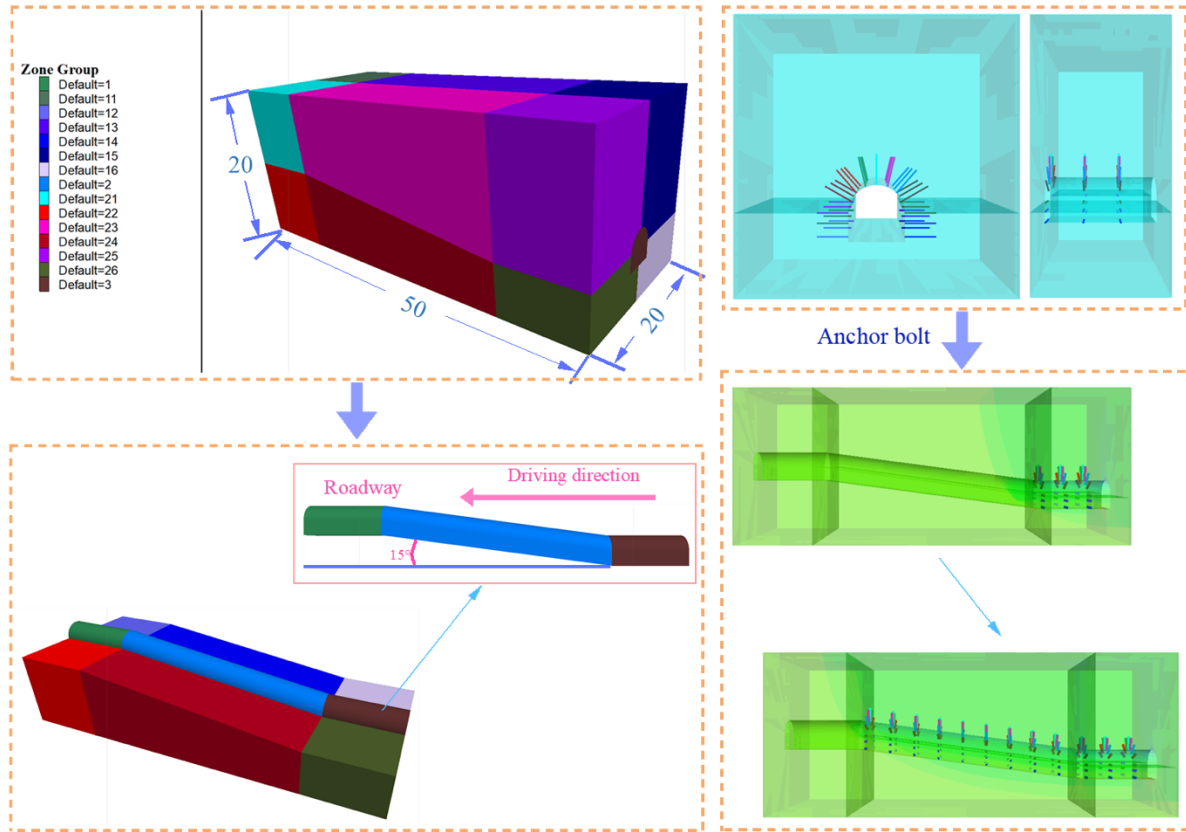 Zone Group
Default=1
Default=11
Default=12
Default=13
Default=14
Default=15
Default=16
Default=2
Default=21
Default=22
Default=23
Default=24
Default=25
Default=26
Default=3
20
50
20
Anchor bolt
Roadway
Driving direction
15°